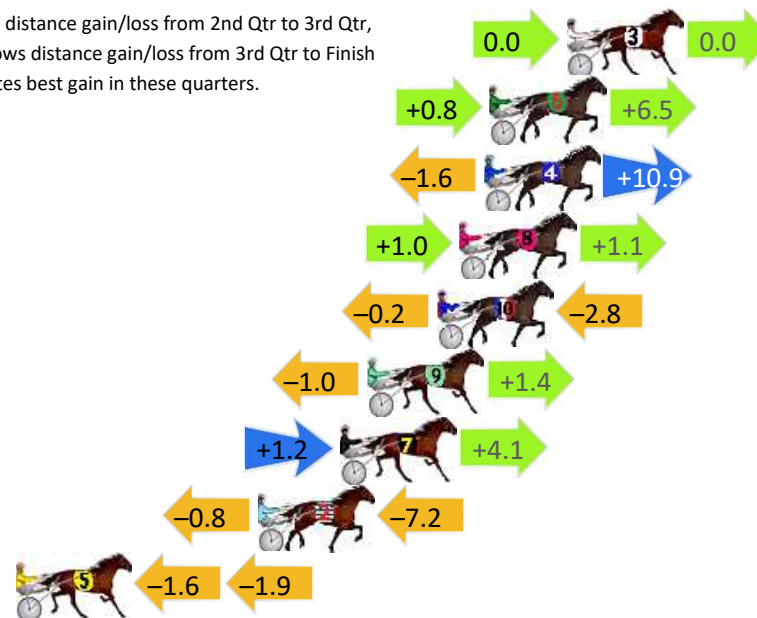 distance gain/loss from 2nd Qtr to 3rd Qtr,
ows distance gain/loss from 3rd Qtr to Finish
tes best gain in these quarters.
0.0 3 0.0
+0.8 +6.5
–1.6 4 +10.9
+1.0 8 +1.1
–0.2 10 –2.8
–1.0 9 +1.4
+1.2 7 +4.1
–0.8 2 –7.2
5 –1.6 –1.9